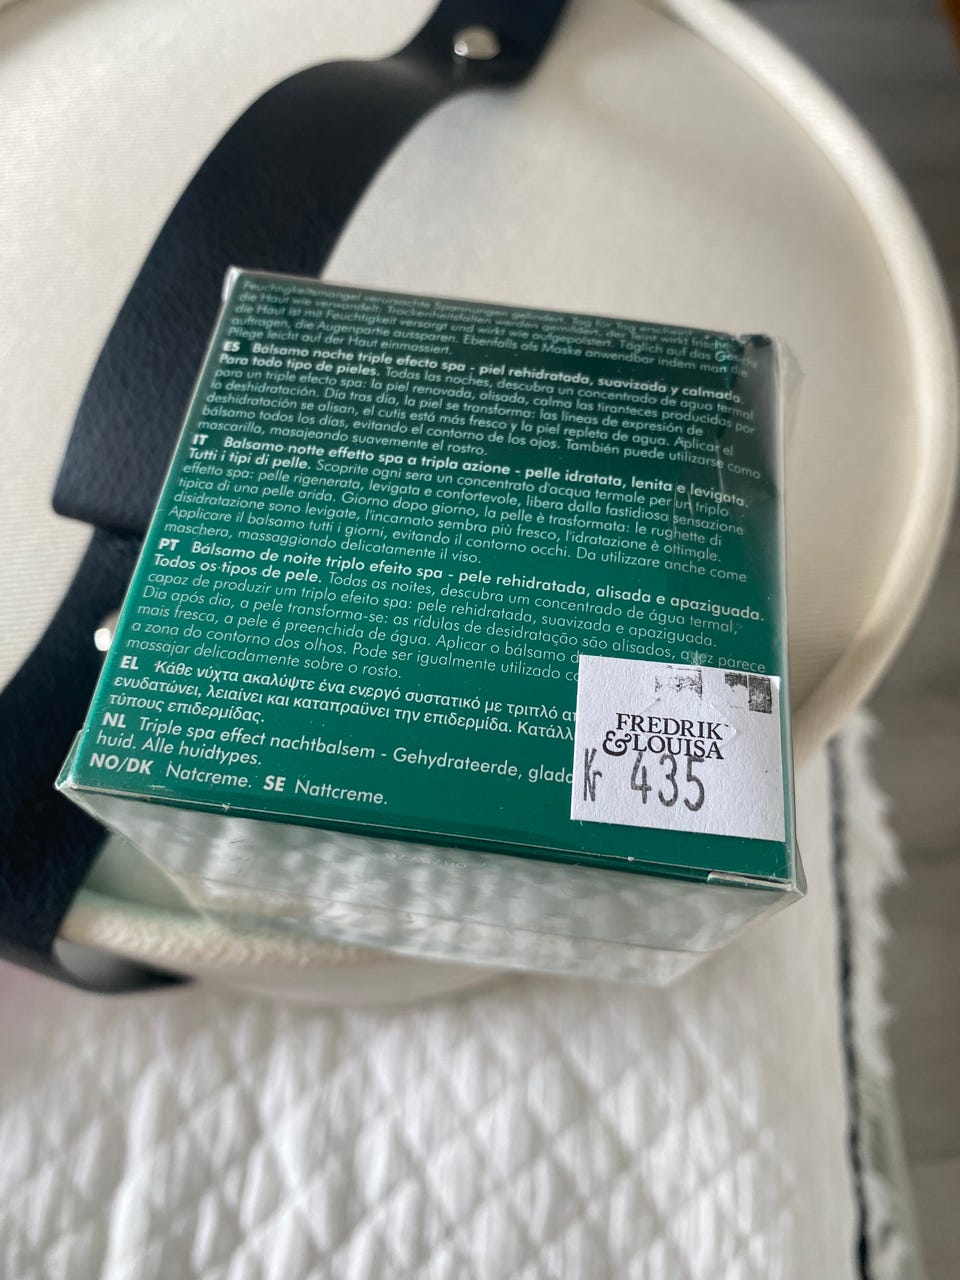 Feuchtigkeitsmangel verursachte Spannungen gelindert. Tag für Tag erscheint
die Haut wie verwandelt. Trockenheitsfältchen werden gemildert, der Teint wirkt frischer,
die Haut ist mit Feuchtigkeit versorgt und wirkt wie aufgepolstert. Täglich auf das Gesicht
auftragen, die Augenpartie aussparen. Ebenfalls als Maske anwendbar indem man die
Pflege leicht auf der Haut einmassiert.
ES Bálsamo noche triple efecto spa - piel rehidratada, suavizada y calmada.
Para todo tipo de pieles. Todas las noches, descubra un concentrado de agua termal
para un triple efecto spa: la piel renovada, alisada, calma las tiranteces producidas por
la deshidratación. Día tras día, la piel se transforma: las líneas de expresión de
deshidratación se alisan, el cutis está más fresco y la piel repleta de agua. Aplicar el
bálsamo todos los días, evitando el contorno de los ojos. También puede utilizarse como
mascarilla, masajeando suavemente el rostro.
IT Balsamo notte effetto spa a tripla azione - pelle idratata, lenita e levigata.
Tutti i tipi di pelle. Scoprite ogni sera un concentrato d'acqua termale per un triplo
effetto spa: pelle rigenerata, levigata e confortevole, libera dalla fastidiosa sensazione
tipica di una pelle arida. Giorno dopo giorno, la pelle è trasformata: le rughette di
disidratazione sono levigate, l'incarnato sembra più fresco, l'idratazione è ottimale.
Applicare il balsamo tutti i giorni, evitando il contorno occhi. Da utilizzare anche come
maschera, massaggiando delicatamente il viso.
PT Bálsamo de noite triplo efeito spa - pele rehidratada, alisada e apaziguada.
Todos os tipos de pele. Todas as noites, descubra um concentrado de água termal,
capaz de produzir um triplo efeito spa: pele rehidratada, suavizada e apaziguada.
Dia após dia, a pele transforma-se: as rídulas de desidratação são alisados, a tez parece
mais fresca, a pele é preenchida de água. Aplicar o bálsamo d
a zona do contorno dos olhos. Pode ser igualmente utilizado co
massajar delicadamente sobre o rosto.
EL Κάθε νύχτα ακαλύψτε ένα ενεργό συστατικό με τριπλό απ
ενυδατώνει, λειαίνει και καταπραΰνει την επιδερμίδα. Κατάλλ
τύπους επιδερμίδας.
NL Triple spa effect nachtbalsem - Gehydrateerde, glado
huid. Alle huidtypes.
NO/DK Natcreme. SE Nattcreme.
FREDRIK
&LOUISA
Kr 435